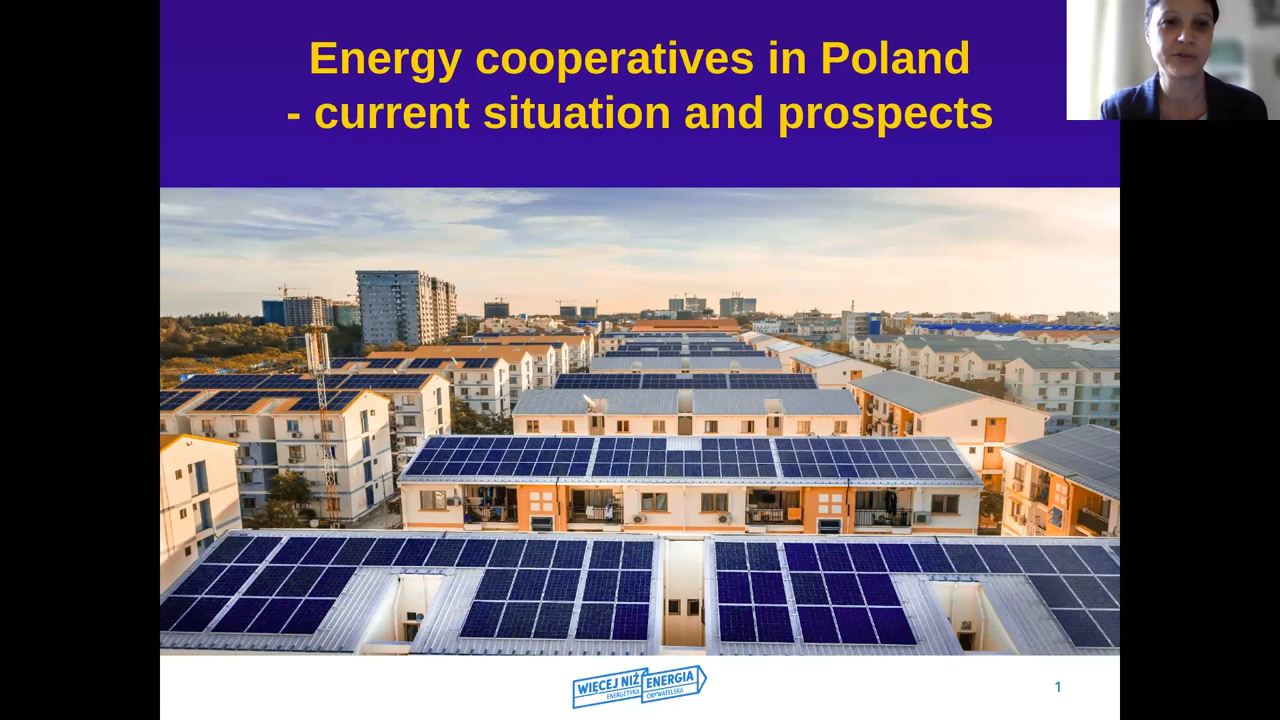 Energy cooperatives in Poland
- current situation and prospects
WIĘCEJ NIŻ ENERGIA
ENERGETYKA OBYWATELSKA
1